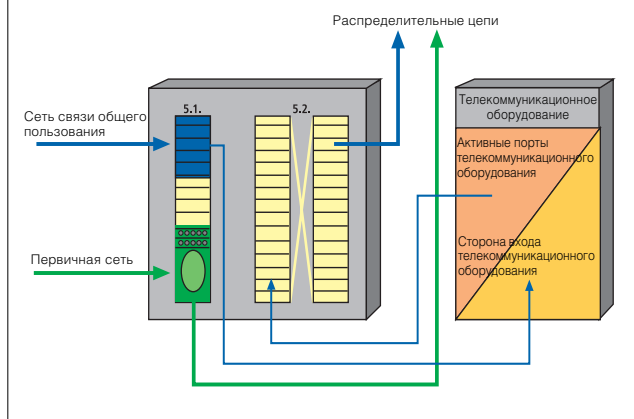 Распределительные цепи
5.1.
5.2.
Сеть связи общего
пользования
Первичная сеть
Телекоммуникационное
оборудование
Активные порты
телекоммуникационного
оборудования
Сторона входа
телекоммуникационного
оборудования